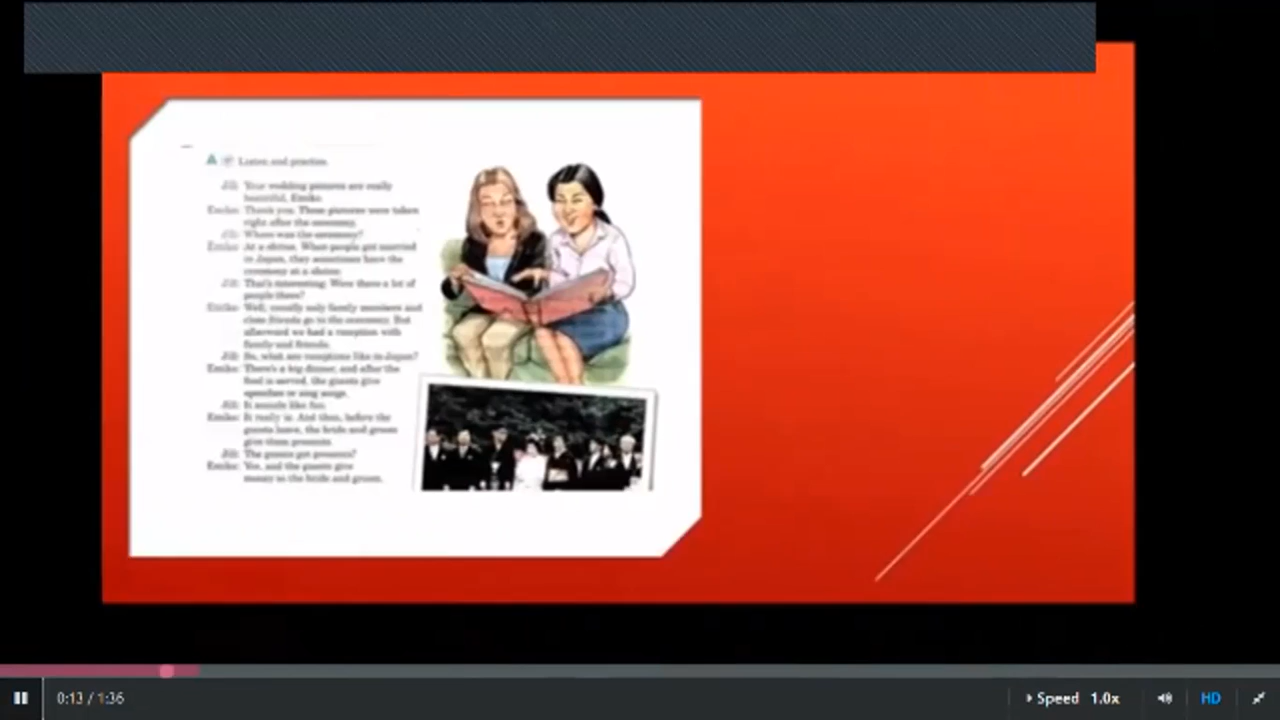 A Listen and practice.
Jill: Your wedding pictures are really
beautiful, Emiko.
Emiko: Thank you. Those pictures were taken
right after the ceremony.
Jill: Where was the ceremony?
Emiko: At a shrine. When people get married
in Japan, they sometimes have the
ceremony at a shrine.
Jill: That's interesting. Were there a lot of
people there?
Emiko: Well, usually only family members and
close friends go to the ceremony. But
afterward we had a reception with
family and friends.
Jill: So, what are receptions like in Japan?
Emiko: There's a big dinner, and after the
food is served, the guests give
speeches or sing songs.
Jill: It sounds like fun.
Emiko: It really is. And then, before the
guests leave, the bride and groom
give them presents.
Jill: The guests get presents?
Emiko: Yes, and the guests give
money to the bride and groom.
0:13 / 1:36
Speed 1.0x
HD